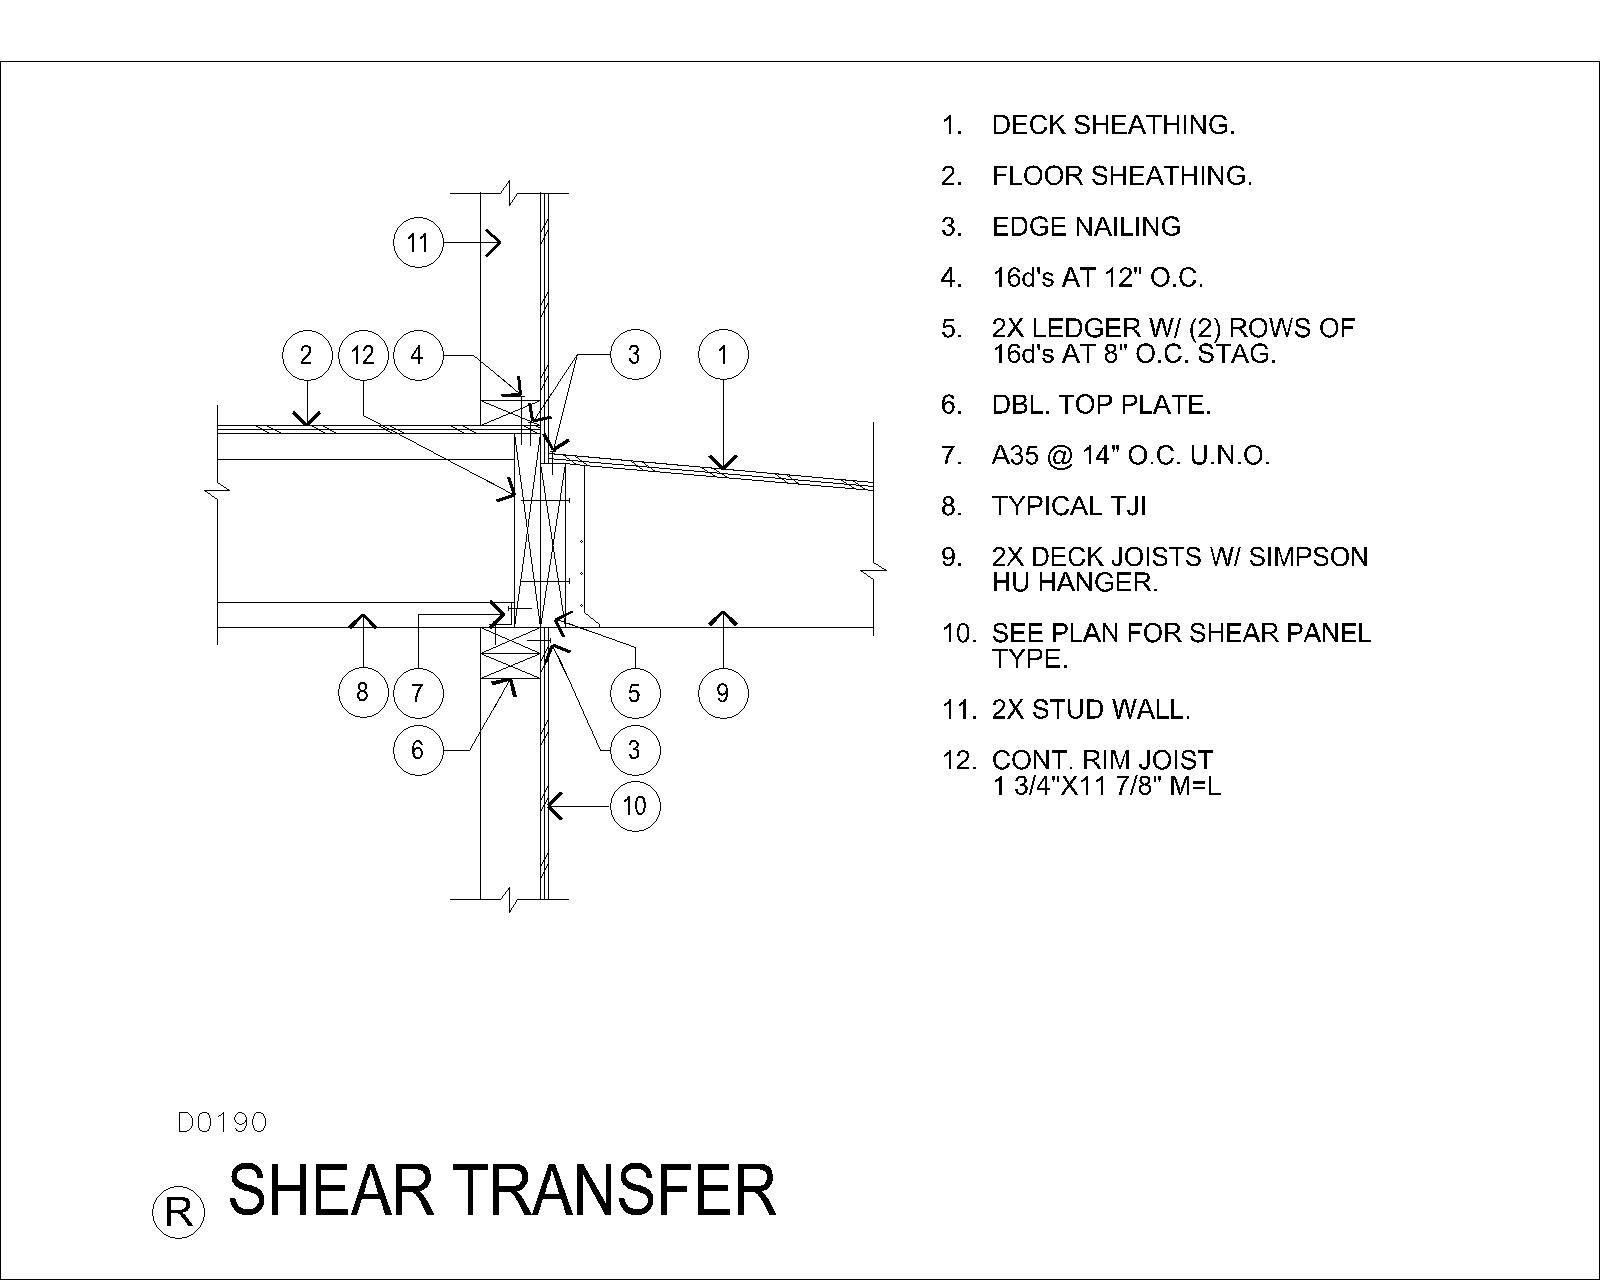 1. DECK SHEATHING.
2. FLOOR SHEATHING.
3. EDGE NAILING
4. 16d's AT 12" O.C.
5. 2X LEDGER W/ (2) ROWS OF
16d's AT 8" O.C. STAG.
6. DBL. TOP PLATE.
7. A35 @ 14" O.C. U.N.O.
8. TYPICAL TJI
9. 2X DECK JOISTS W/ SIMPSON
HU HANGER.
10. SEE PLAN FOR SHEAR PANEL
TYPE.
11. 2X STUD WALL.
12. CONT. RIM JOIST
1 3/4"X11 7/8" M=L
11
2 12 4 3 1
8 7 5 9
6 3
10
D0190
R SHEAR TRANSFER